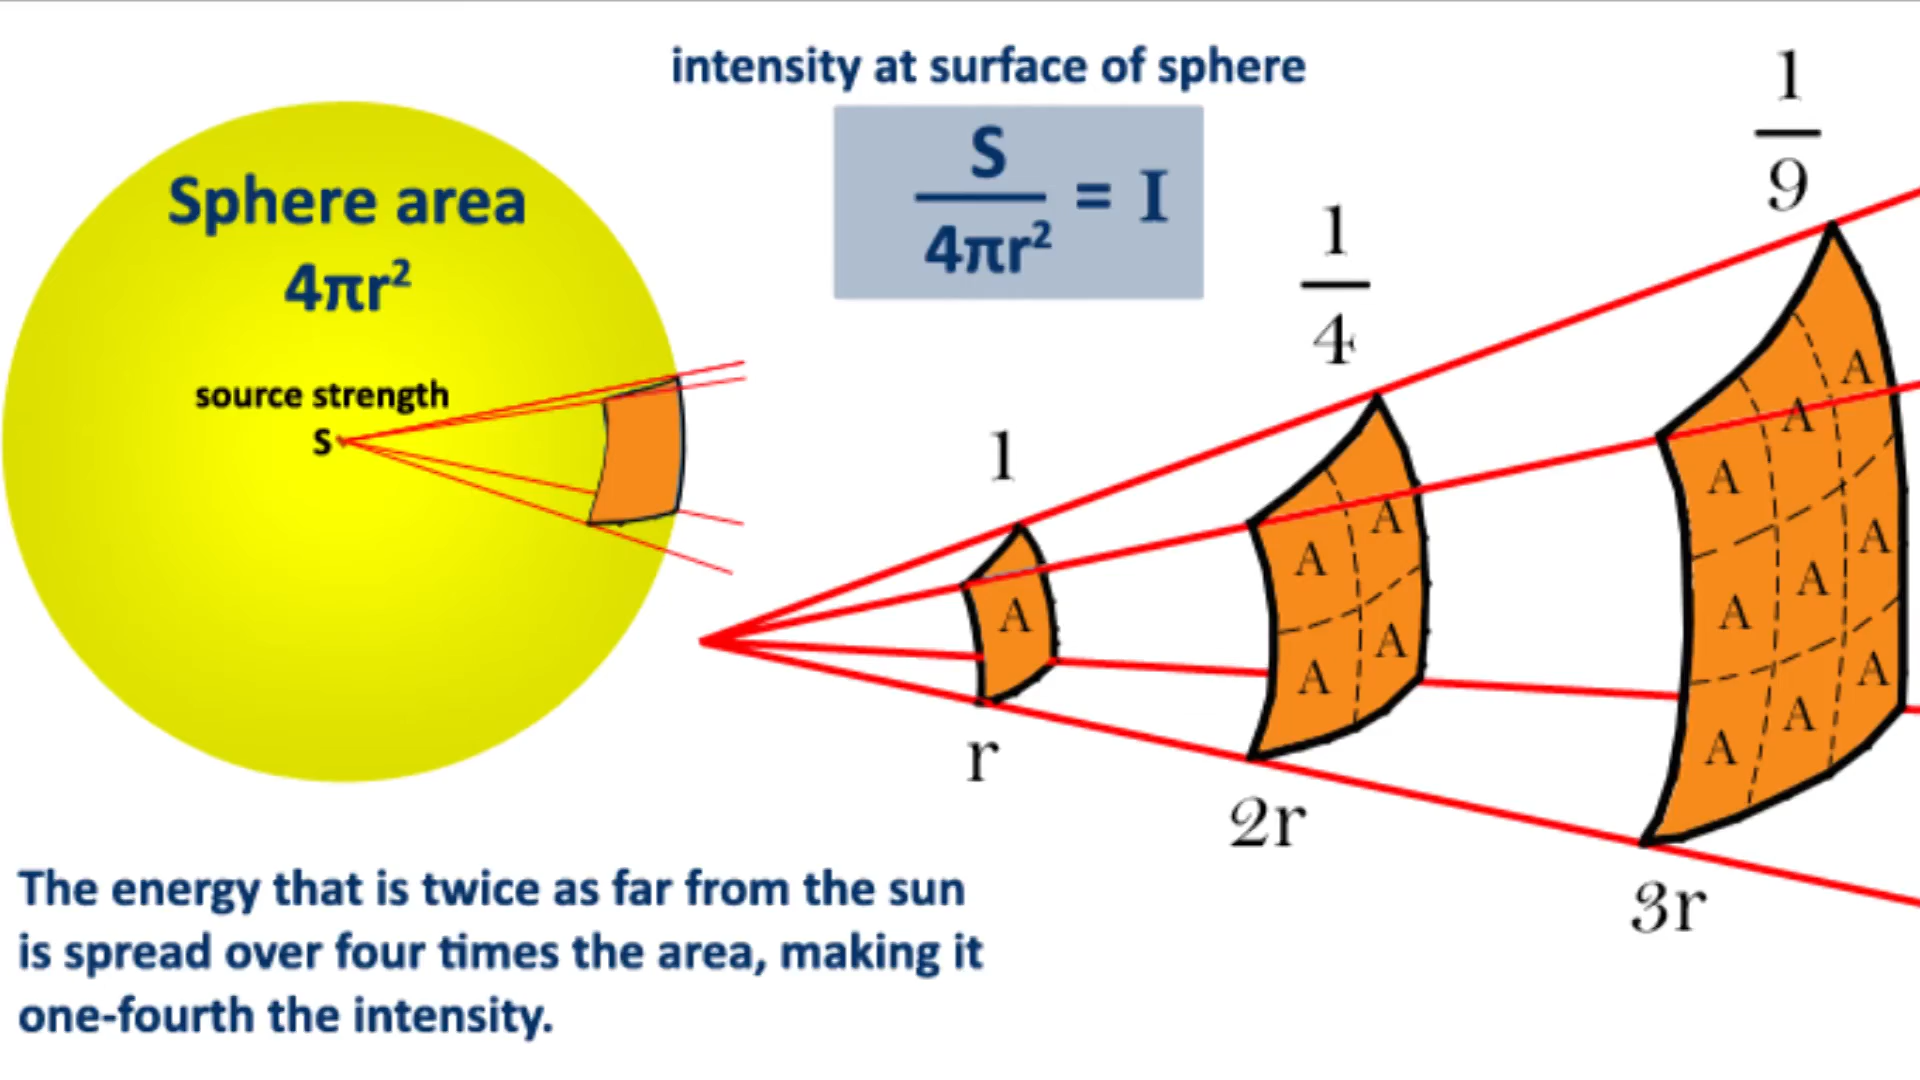 intensity at surface of sphere
S
4πr²
= I
Sphere area
4πr²
source strength
S
1
1
4
1
9
A
A
A
A
A
A
A
A
A
A
A
A
A
A
r
2r
3r
The energy that is twice as far from the sun
is spread over four times the area, making it
one-fourth the intensity.